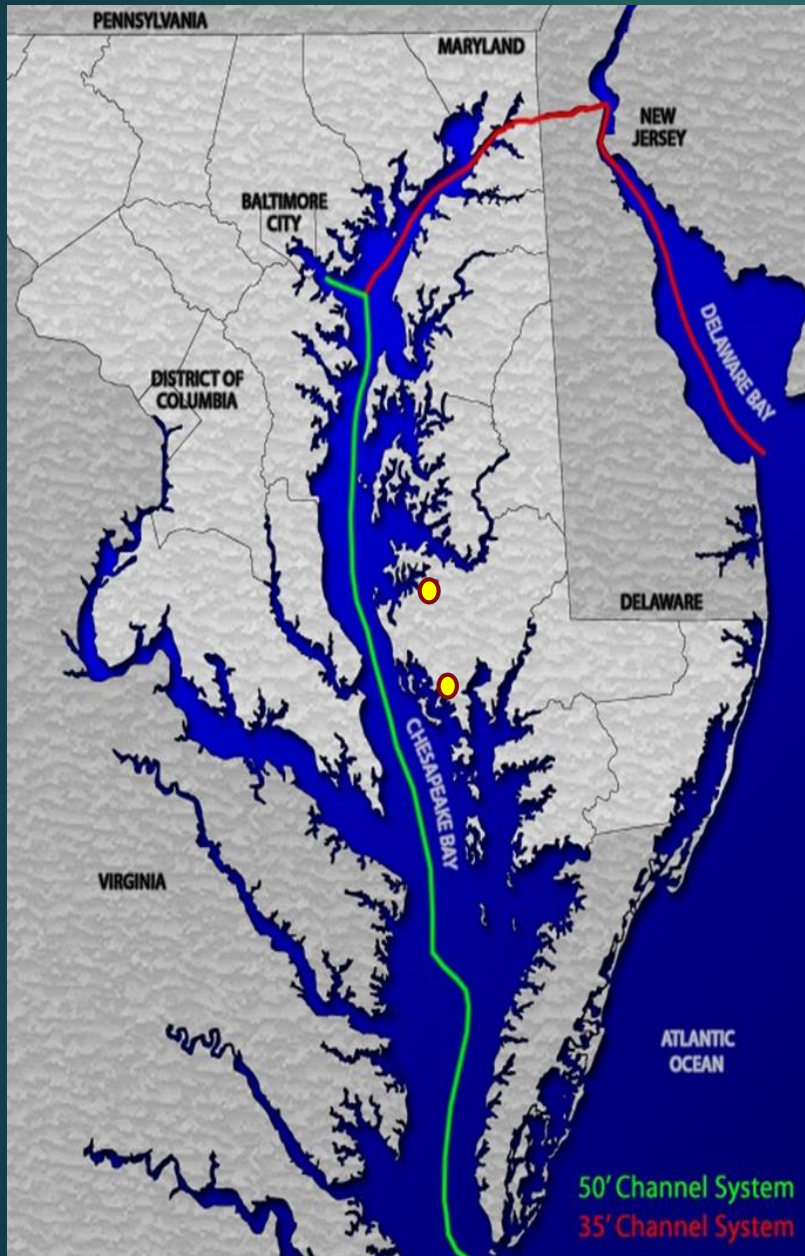 PENNSYLVANIA
MARYLAND
NEW
JERSEY
BALTIMORE
CITY
DELAWARE BAY
DISTRICT OF
COLUMBIA
DELAWARE
CHESAPEAKE BAY
VIRGINIA
ATLANTIC
OCEAN
50' Channel System
35' Channel System